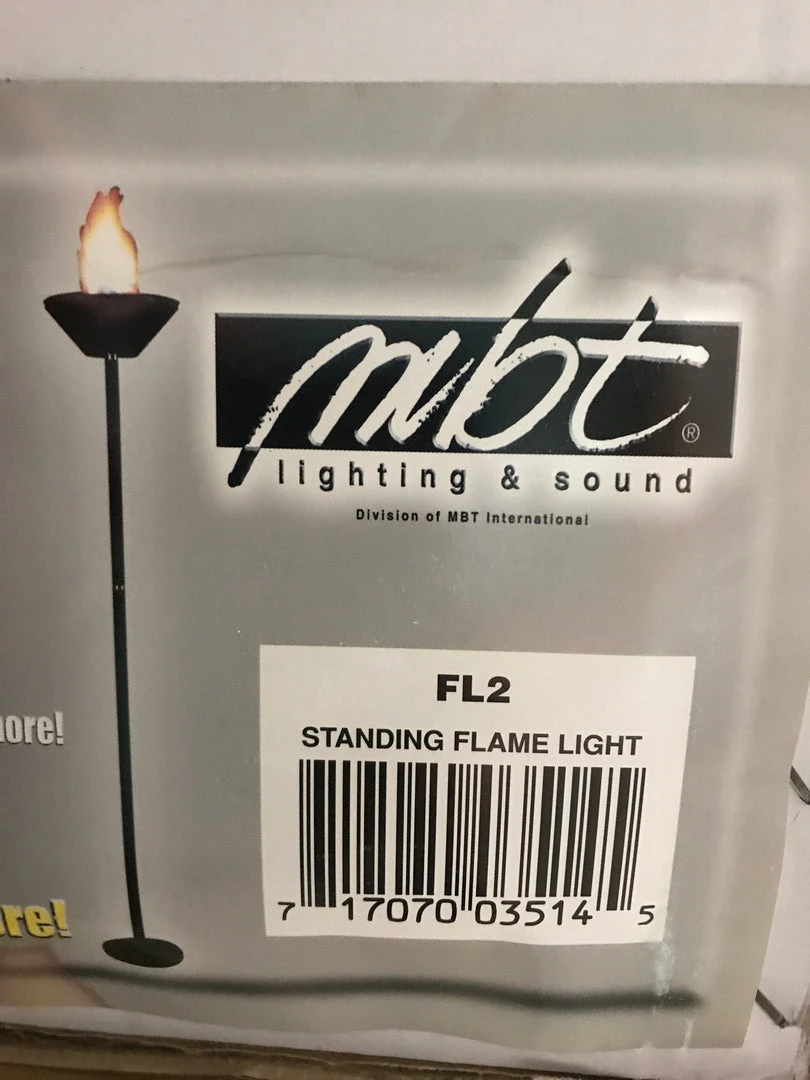 mbt®
lighting & sound
Division of MBT International
FL2
STANDING FLAME LIGHT
7 17070 03514 5